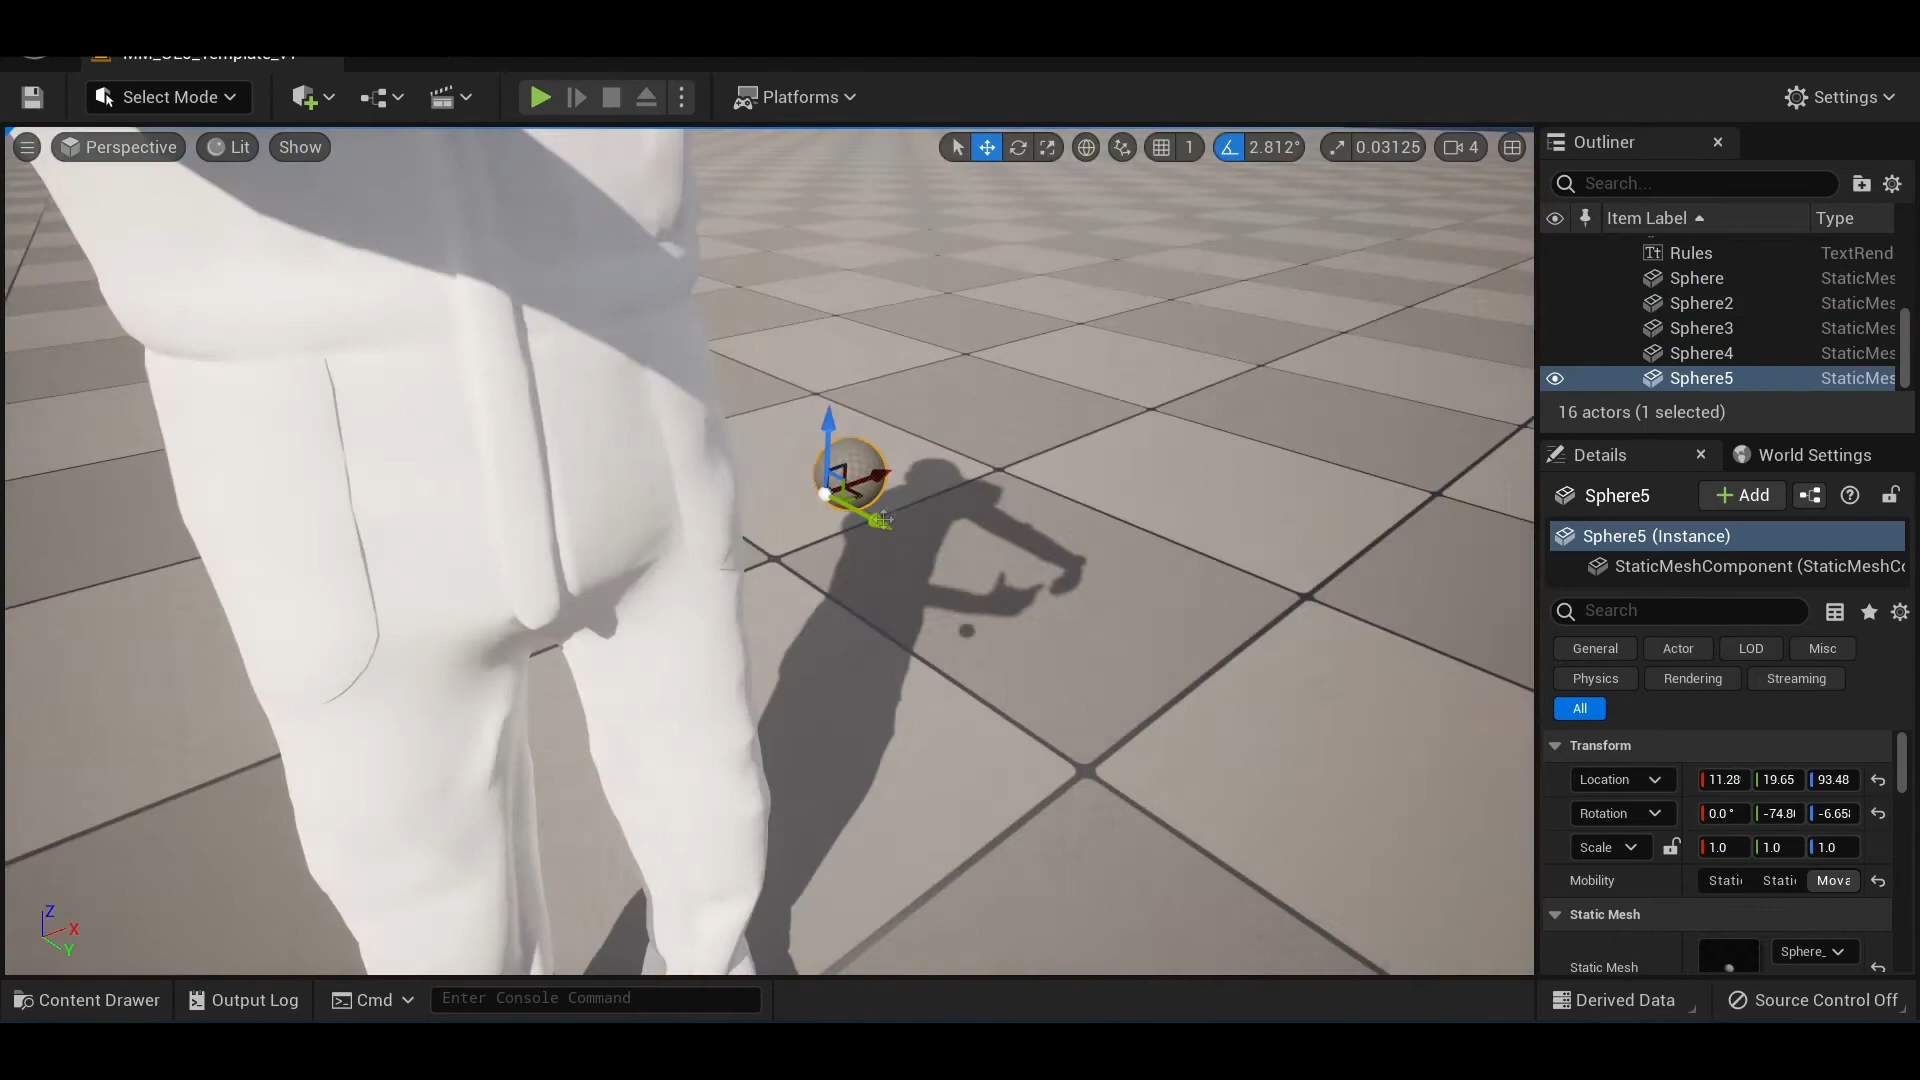 MM_UE5_Template_v1
Select Mode
Platforms
Settings
Perspective
Lit
Show
1
2.812°
0.03125
4
Outliner
Search...
Item Label
Type
Rules
TextRend
Sphere
StaticMes
Sphere2
StaticMes
Sphere3
StaticMes
Sphere4
StaticMes
Sphere5
StaticMes
16 actors (1 selected)
Details
World Settings
Sphere5
+ Add
Sphere5 (Instance)
StaticMeshComponent (StaticMeshCo
Search
General
Actor
LOD
Misc
Physics
Rendering
Streaming
All
Transform
Location
11.28
19.65
93.48
Rotation
0.0°
-74.8
-6.65
Scale
1.0
1.0
1.0
Mobility
Stati
Stati
Mova
Static Mesh
Static Mesh
Sphere_
Z
X
Y
Content Drawer
Output Log
Cmd
Enter Console Command
Derived Data
Source Control Off